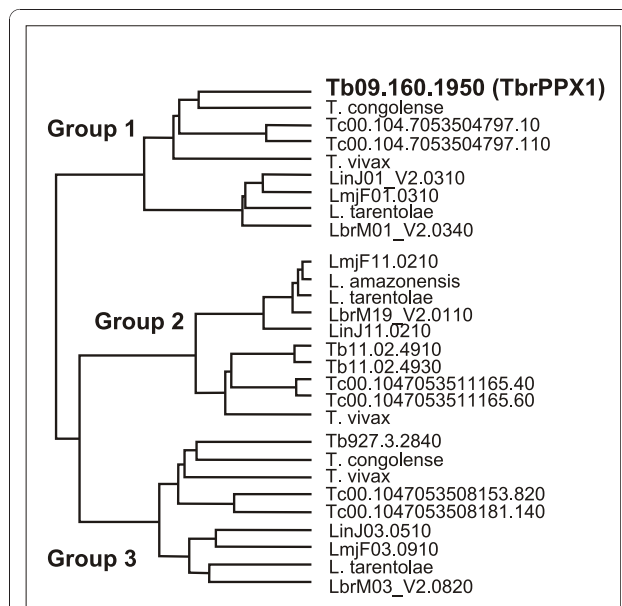 Tb09.160.1950 (TbrPPX1)
T. congolense
Group 1
Tc00.104.7053504797.10
Tc00.104.7053504797.110
T. vivax
LinJ01_V2.0310
LmjF01.0310
L. tarentolae
LbrM01_V2.0340
LmjF11.0210
L. amazonensis
L. tarentolae
Group 2
LbrM19_V2.0110
LinJ11.0210
Tb11.02.4910
Tb11.02.4930
Tc00.1047053511165.40
Tc00.1047053511165.60
T. vivax
Tb927.3.2840
T. congolense
T. vivax
Tc00.1047053508153.820
Tc00.1047053508181.140
LinJ03.0510
LmjF03.0910
Group 3
L. tarentolae
LbrM03_V2.0820